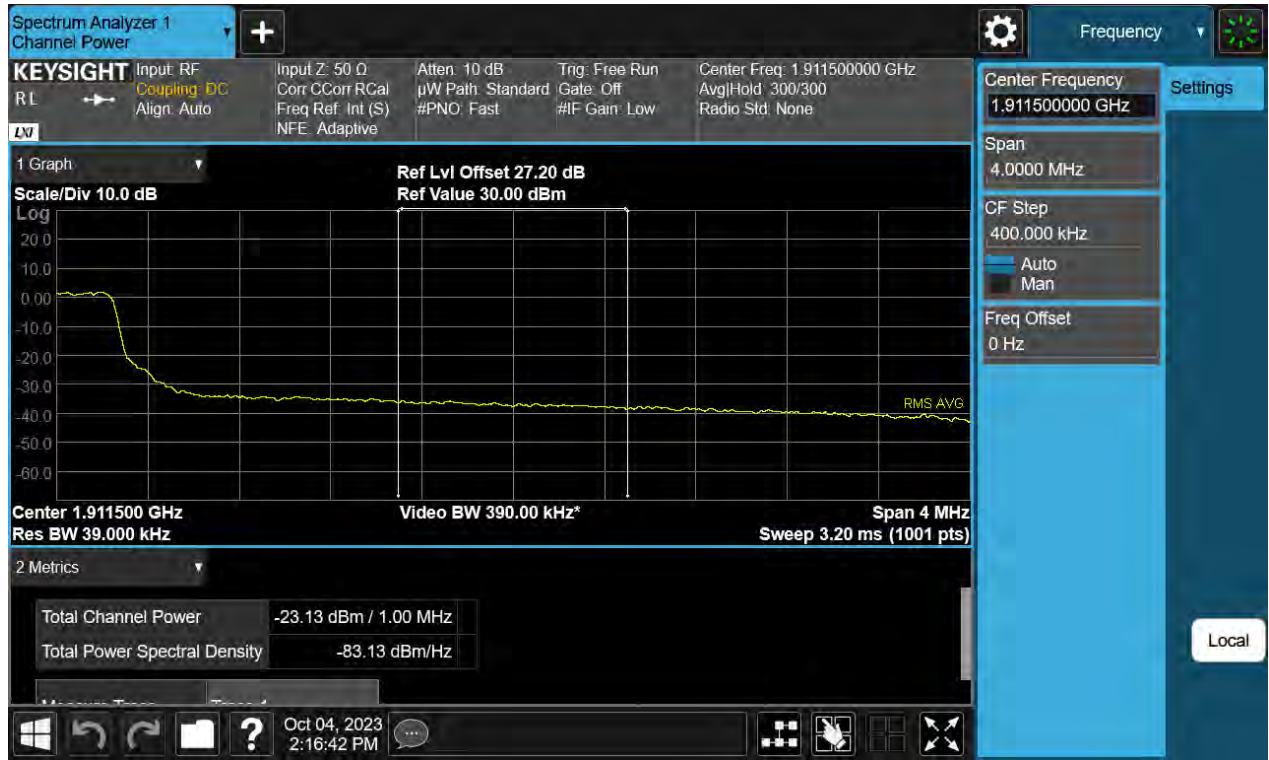 Spectrum Analyzer 1
Channel Power
Frequency
KEYSIGHT
RL
LXI
Input: RF
Coupling: DC
Align: Auto
Input Z: 50 Ω
Corr CCorr RCal
Freq Ref: Int (S)
NFE: Adaptive
Atten: 10 dB
µW Path: Standard
#PNO: Fast
Trig: Free Run
Gate: Off
#IF Gain: Low
Center Freq: 1.911500000 GHz
Avg|Hold: 300/300
Radio Std: None
Center Frequency
1.911500000 GHz
Settings
Span
4.0000 MHz
CF Step
400.000 kHz
Auto
Man
Freq Offset
0 Hz
Local
1 Graph
Scale/Div 10.0 dB
Ref Lvl Offset 27.20 dB
Ref Value 30.00 dBm
Log
20.0
10.0
0.00
-10.0
-20.0
-30.0
-40.0
-50.0
-60.0
RMS AVG
Center 1.911500 GHz
Res BW 39.000 kHz
Video BW 390.00 kHz*
Span 4 MHz
Sweep 3.20 ms (1001 pts)
2 Metrics
Total Channel Power -23.13 dBm / 1.00 MHz
Total Power Spectral Density -83.13 dBm/Hz
?
Oct 04, 2023
2:16:42 PM